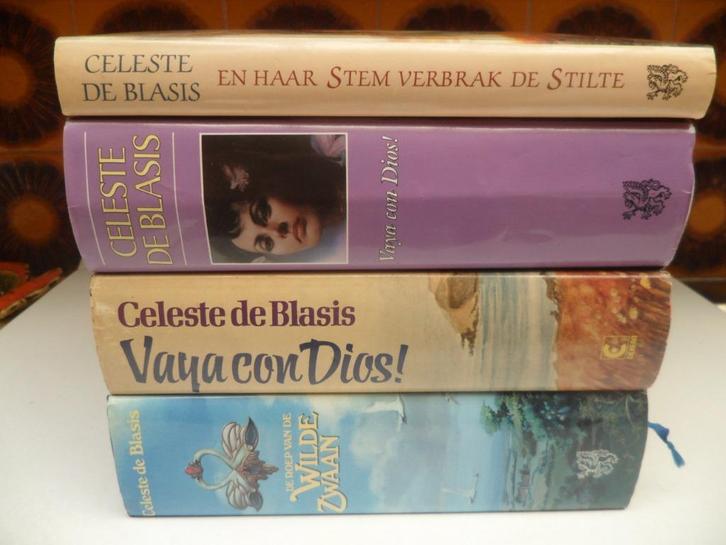 CELESTE
DE BLASIS
EN HAAR STEM VERBRAK DE STILTE
CELESTE
DE BLASIS
Vaya con Dios!
Celeste de Blasis
Vaya con Dios!
Celeste de Blasis
DE ROEP VAN DE
WILDE
ZWAAN